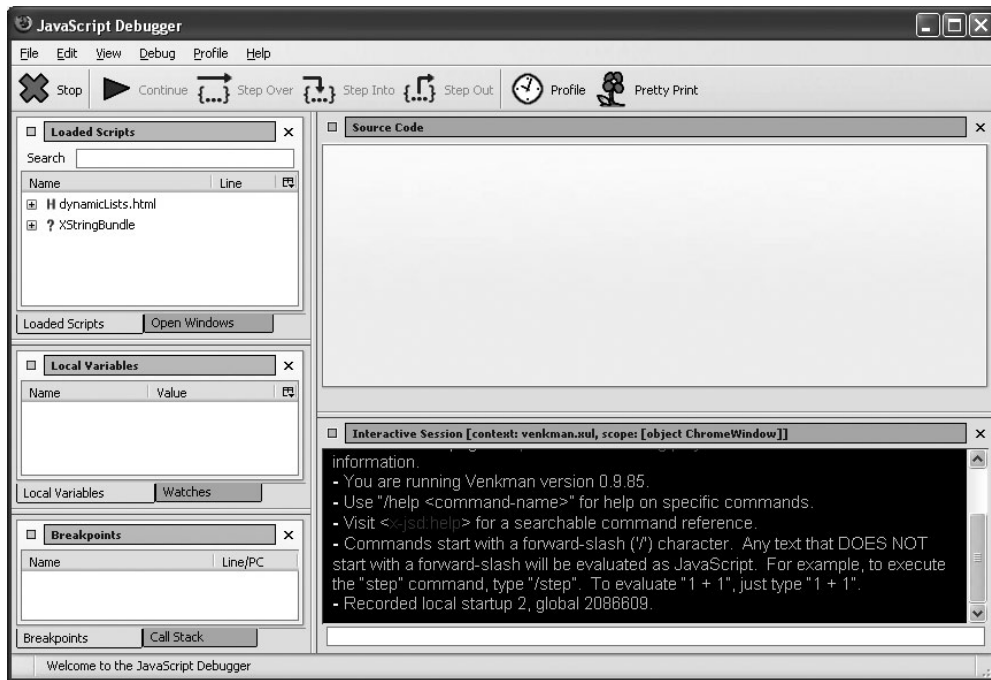 JavaScript Debugger
File Edit View Debug Profile Help
Stop Continue {...} Step Over {...} Step Into {...} Step Out Profile Pretty Print
Loaded Scripts
Search
Name Line
H dynamicLists.html
? XStringBundle
Loaded Scripts Open Windows
Local Variables
Name Value
Local Variables Watches
Breakpoints
Name Line/PC
Breakpoints Call Stack
Source Code
Interactive Session [context: venkman.xul, scope: [object ChromeWindow]]
information.
- You are running Venkman version 0.9.85.
- Use "/help <command-name>" for help on specific commands.
- Visit <x-jsd:help> for a searchable command reference.
- Commands start with a forward-slash ('/') character. Any text that DOES NOT
start with a forward-slash will be evaluated as JavaScript. For example, to execute
the "step" command, type "/step". To evaluate "1 + 1", just type "1 + 1".
- Recorded local startup 2, global 2086609.
Welcome to the JavaScript Debugger